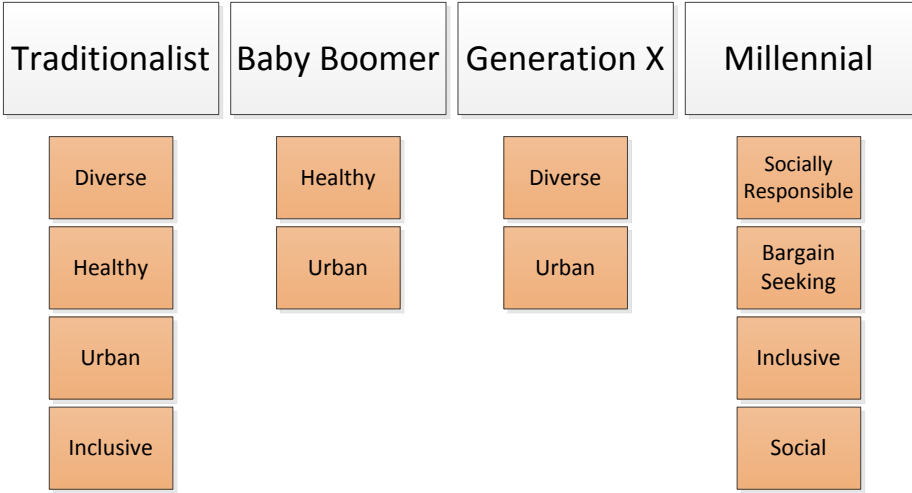 Traditionalist
Baby Boomer
Generation X
Millennial
Diverse
Healthy
Urban
Inclusive
Healthy
Urban
Diverse
Urban
Socially
Responsible
Bargain
Seeking
Inclusive
Social